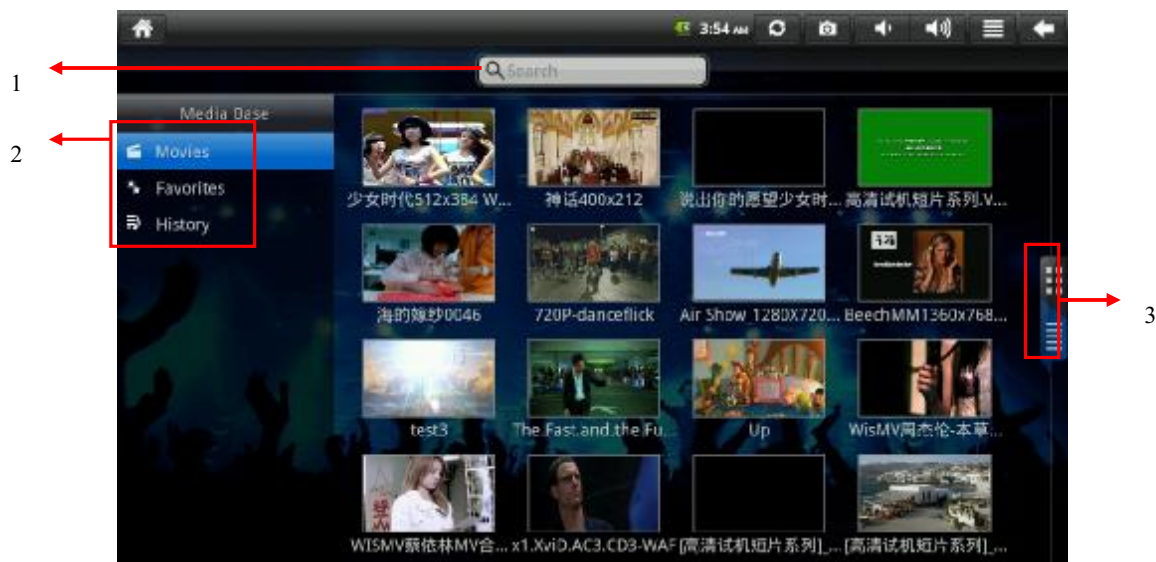 3:54 AM
1
Search
Media Base
2
Movies
Favorites
History
少女时代512x384 W...
神话400x212
说出你的愿望少女时...
高清试机短片系列.V...
海的嫁纱0046
720P-danceflick
Air Show_1280X720...
BeechMM1360x768...
3
test3
The.Fast.and.the.Fu...
Up
WisMV周杰伦-本草...
WISMV蔡依林MV合...
x1.XviD.AC3.CD3-WAF
[高清试机短片系列]_...
[高清试机短片系列]_...